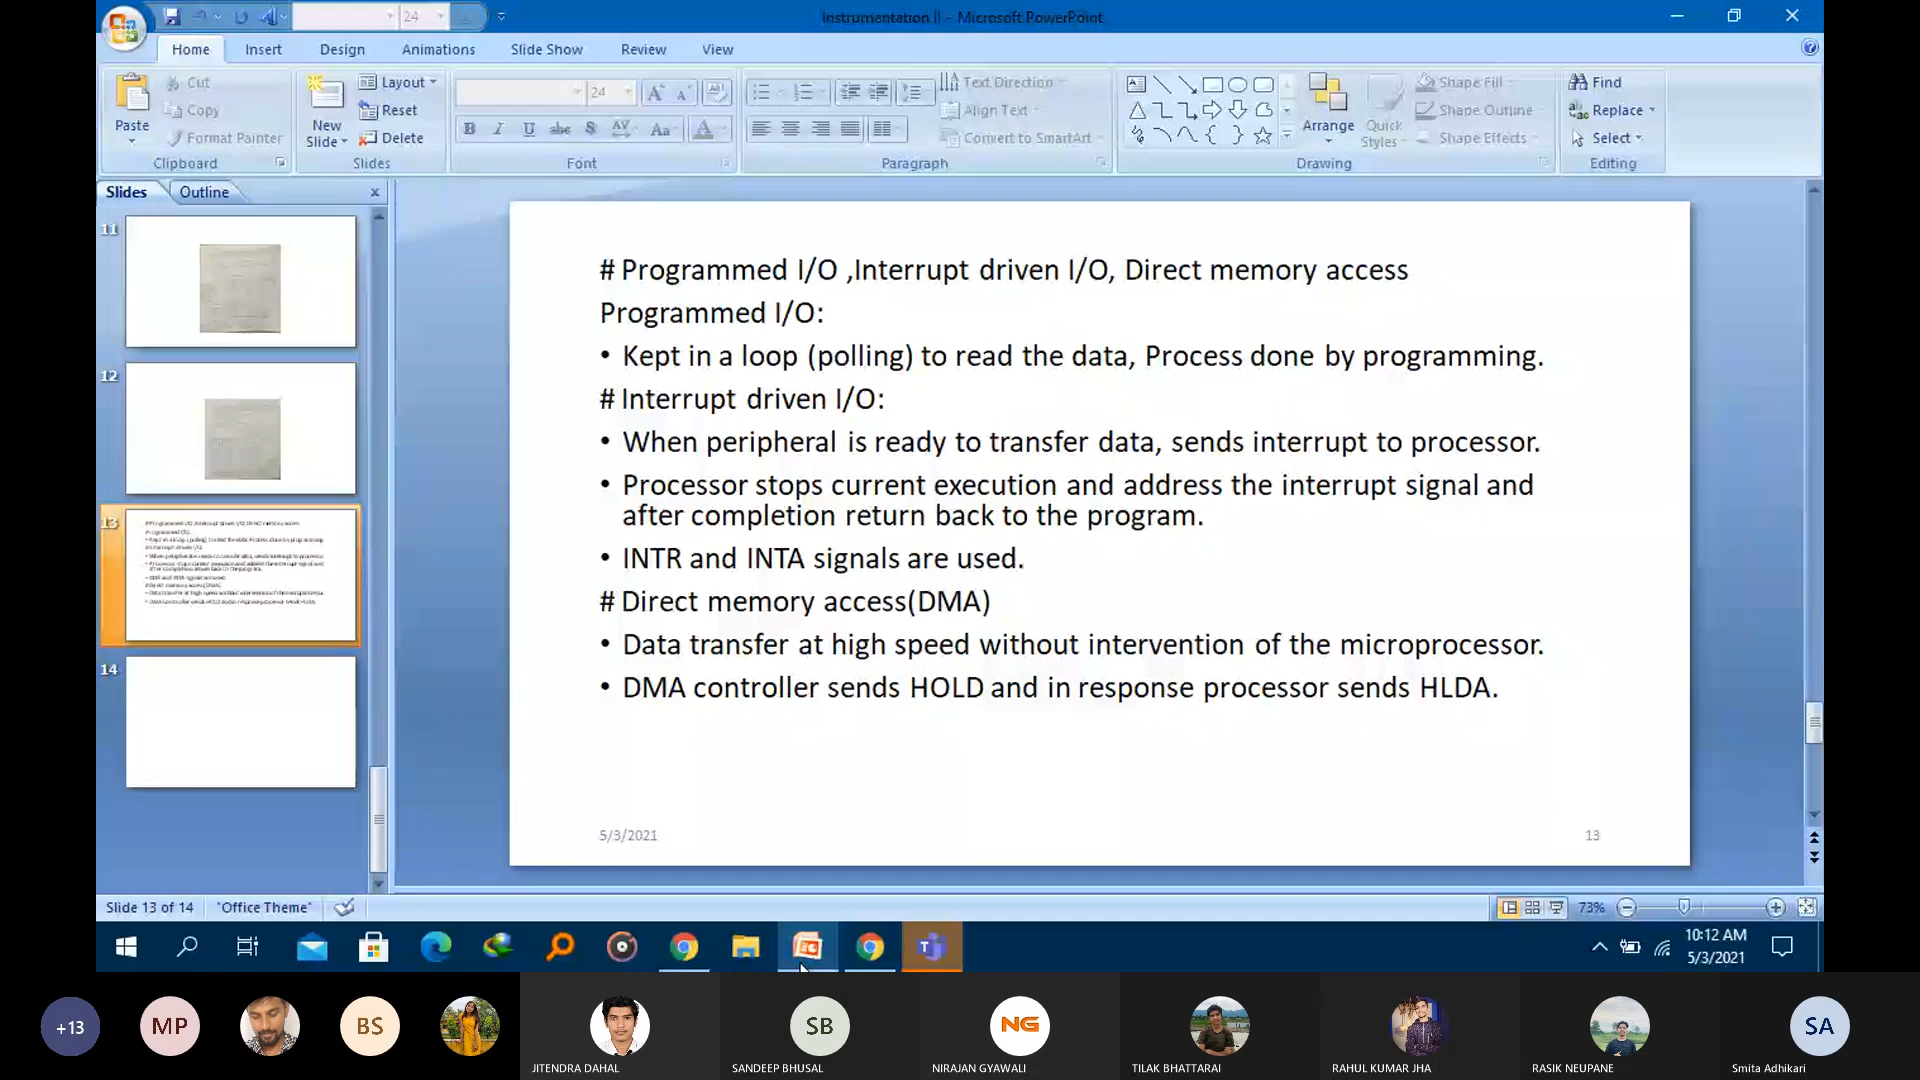 24
Instrumentation II - Microsoft PowerPoint
Home Insert Design Animations Slide Show Review View
Paste
Cut
Copy
Format Painter
Clipboard
New
Slide
Layout
Reset
Delete
Slides
24
A A
B I U abc S AV Aa A
Font
Text Direction
Align Text
Convert to SmartArt
Paragraph
Arrange
Quick
Styles
Shape Fill
Shape Outline
Shape Effects
Drawing
Find
Replace
Select
Editing
Slides Outline
11
12
13
14
# Programmed I/O ,Interrupt driven I/O, Direct memory access
Programmed I/O:
• Kept in a loop (polling) to read the data, Process done by programming.
# Interrupt driven I/O:
• When peripheral is ready to transfer data, sends interrupt to processor.
• Processor stops current execution and address the interrupt signal and
after completion return back to the program.
• INTR and INTA signals are used.
# Direct memory access(DMA)
• Data transfer at high speed without intervention of the microprocessor.
• DMA controller sends HOLD and in response processor sends HLDA.
5/3/2021
13
Slide 13 of 14 "Office Theme"
73%
10:12 AM
5/3/2021
+13
MP
BS
JITENDRA DAHAL
SB
SANDEEP BHUSAL
NG
NIRAJAN GYAWALI
TILAK BHATTARAI
RAHUL KUMAR JHA
RASIK NEUPANE
SA
Smita Adhikari